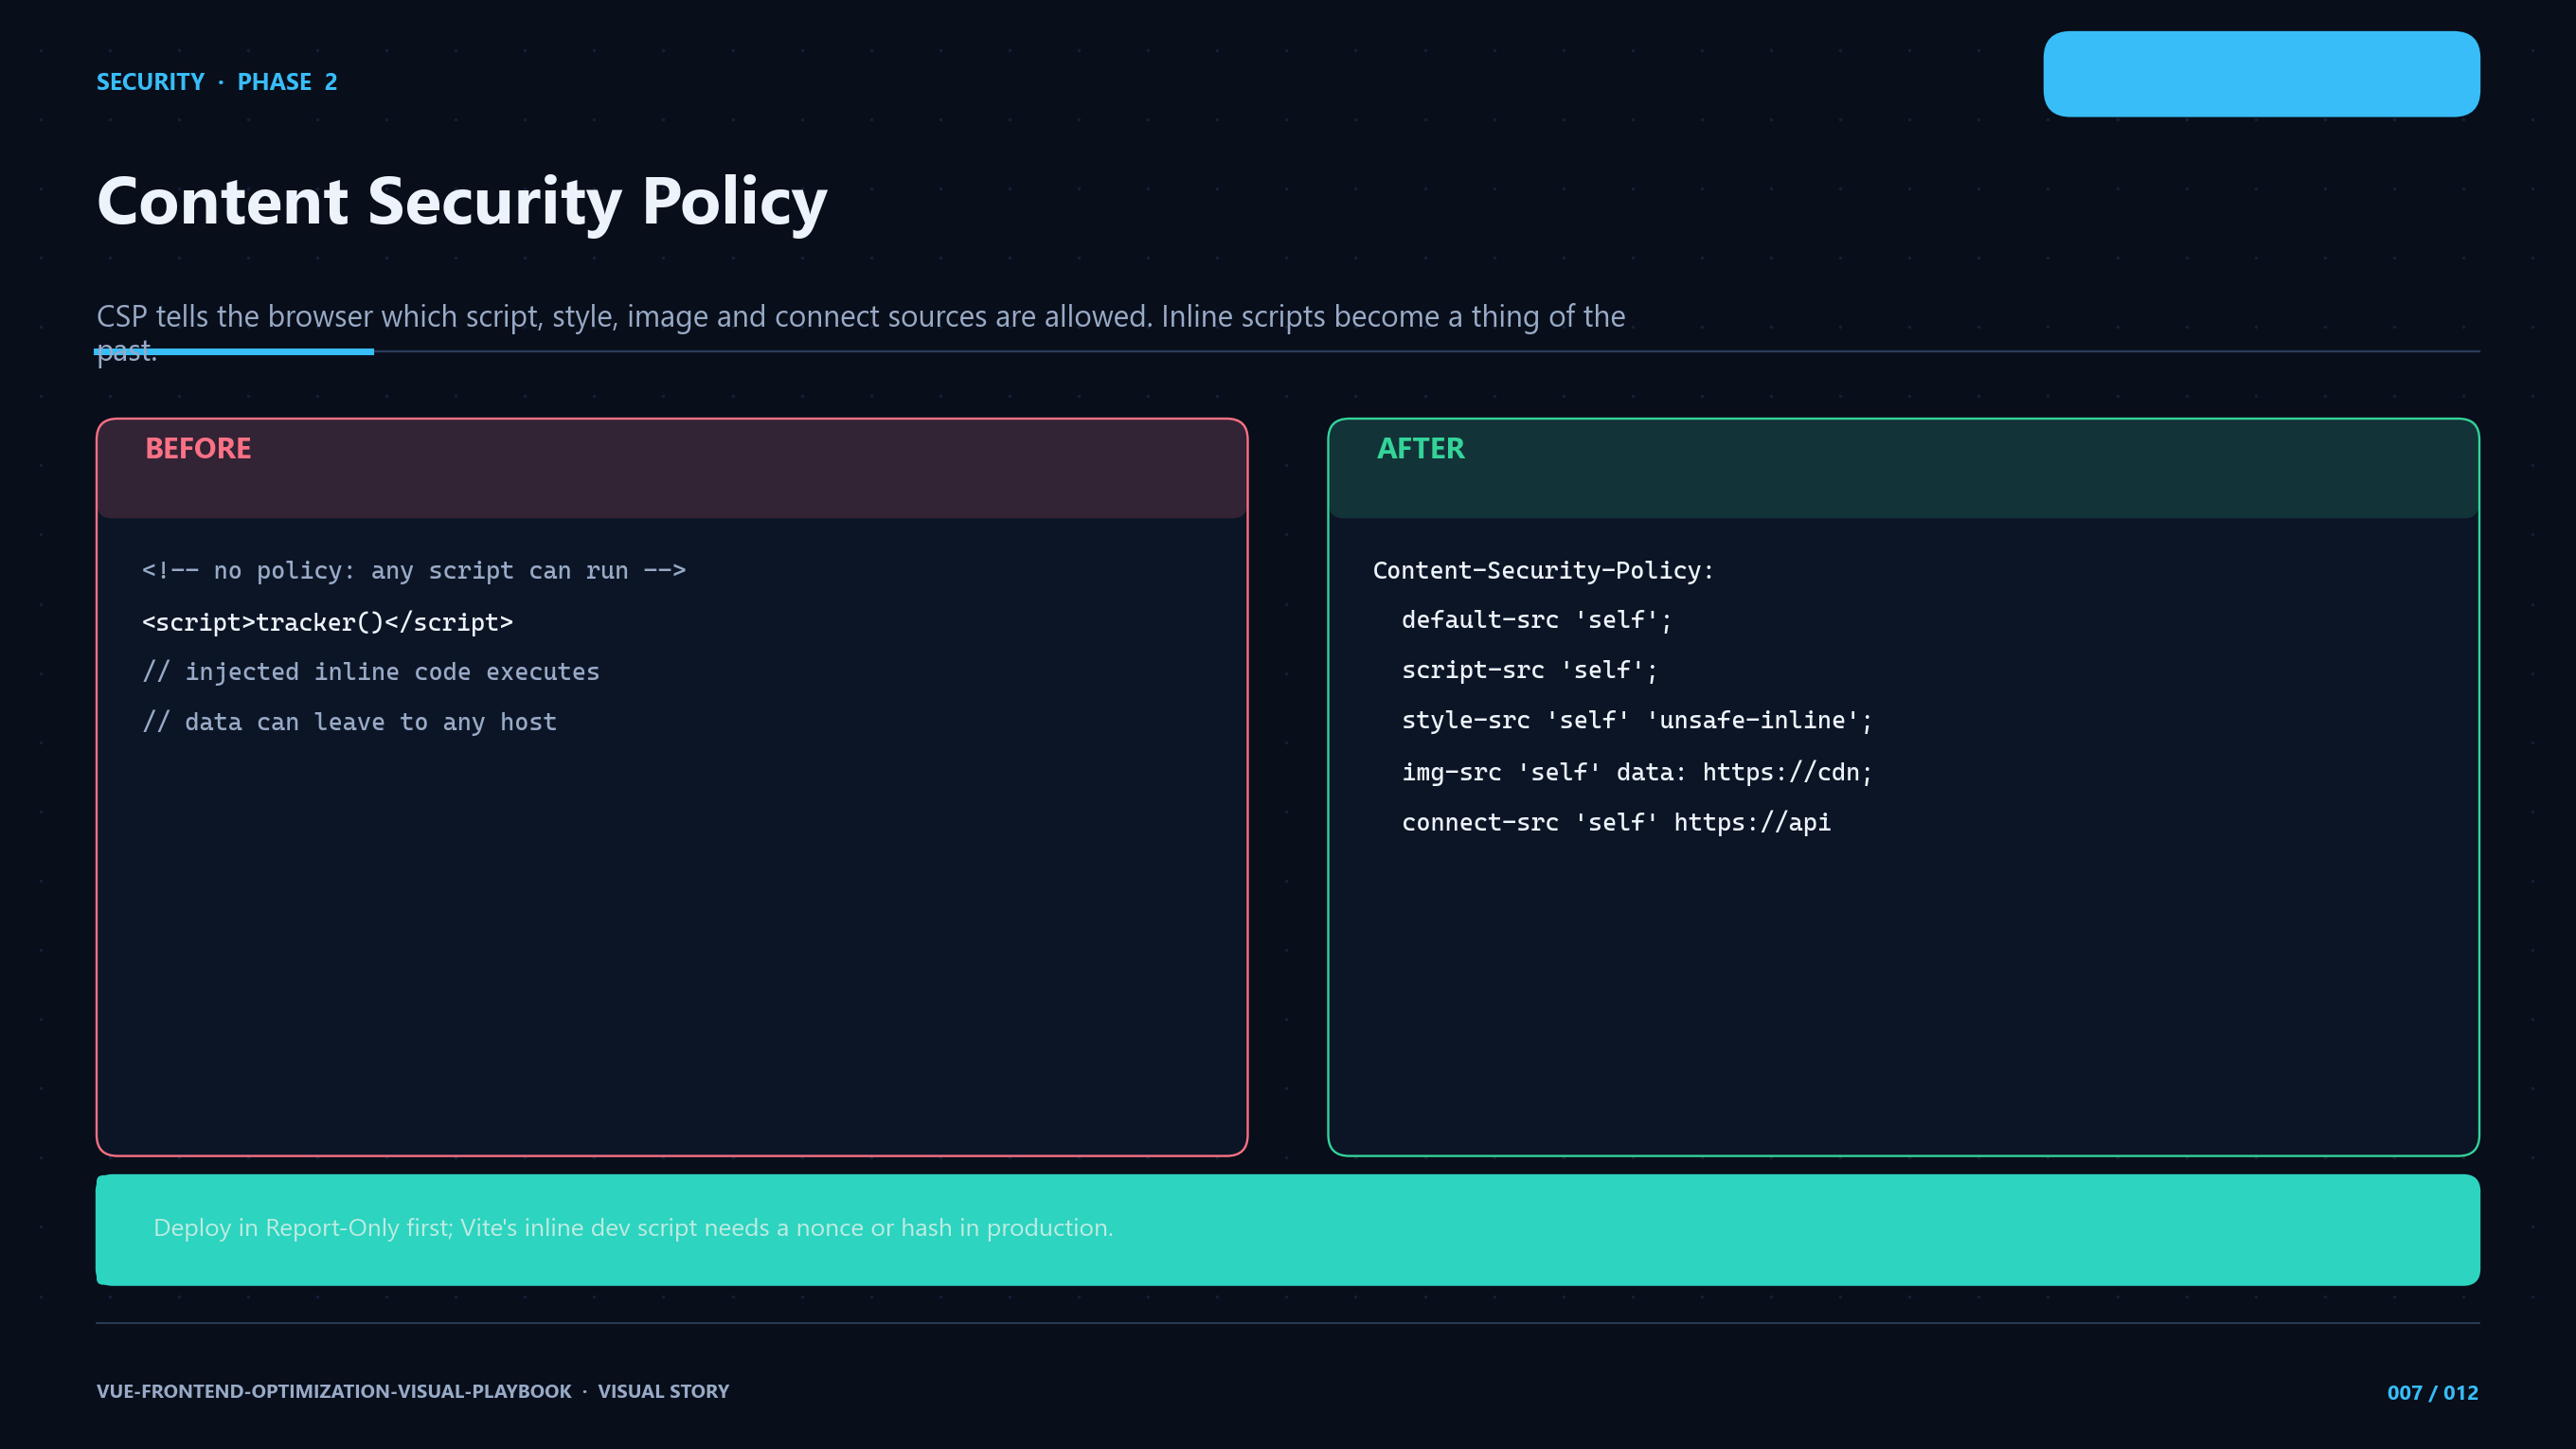 SECURITY · PHASE 2
Content Security Policy
CSP tells the browser which script, style, image and connect sources are allowed. Inline scripts become a thing of the
past.
BEFORE
<!-- no policy: any script can run -->
<script>tracker()</script>
// injected inline code executes
// data can leave to any host
AFTER
Content-Security-Policy:
  default-src 'self';
  script-src 'self';
  style-src 'self' 'unsafe-inline';
  img-src 'self' data: https://cdn;
  connect-src 'self' https://api
Deploy in Report-Only first; Vite's inline dev script needs a nonce or hash in production.
VUE-FRONTEND-OPTIMIZATION-VISUAL-PLAYBOOK · VISUAL STORY
007 / 012